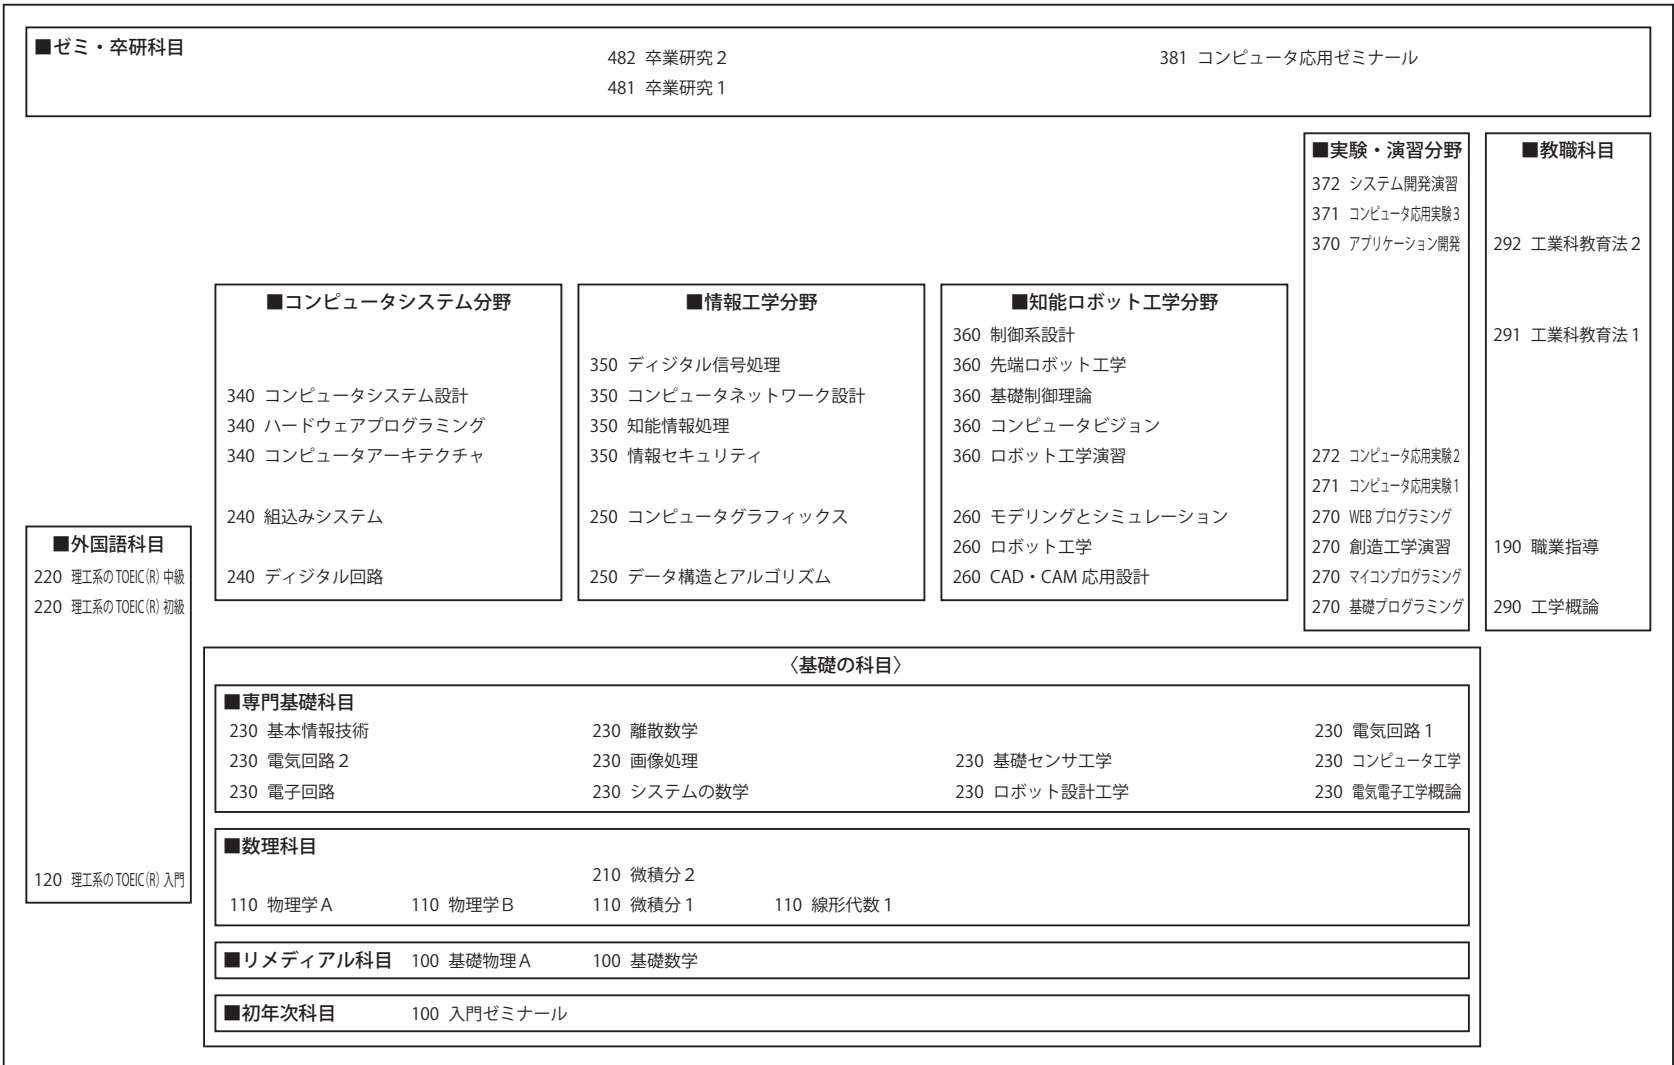 ■ゼミ・卒研科目
482 卒業研究2
481 卒業研究1
381 コンピュータ応用ゼミナール
■実験・演習分野
372 システム開発演習
371 コンピュータ応用実験3
370 アプリケーション開発
272 コンピュータ応用実験2
271 コンピュータ応用実験1
270 WEBプログラミング
270 創造工学演習
270 マイコンプログラミング
270 基礎プログラミング
■教職科目
292 工業科教育法2
291 工業科教育法1
190 職業指導
290 工学概論
■コンピュータシステム分野
340 コンピュータシステム設計
340 ハードウェアプログラミング
340 コンピュータアーキテクチャ
240 組込みシステム
240 ディジタル回路
■情報工学分野
350 ディジタル信号処理
350 コンピュータネットワーク設計
350 知能情報処理
350 情報セキュリティ
250 コンピュータグラフィックス
250 データ構造とアルゴリズム
■知能ロボット工学分野
360 制御系設計
360 先端ロボット工学
360 基礎制御理論
360 コンピュータビジョン
360 ロボット工学演習
260 モデリングとシミュレーション
260 ロボット工学
260 CAD・CAM応用設計
■外国語科目
220 理工系のTOEIC(R)中級
220 理工系のTOEIC(R)初級
120 理工系のTOEIC(R)入門
〈基礎の科目〉
■専門基礎科目
230 基本情報技術
230 離散数学
230 電気回路1
230 電気回路2
230 画像処理
230 基礎センサ工学
230 コンピュータ工学
230 電子回路
230 システムの数学
230 ロボット設計工学
230 電気電子工学概論
■数理科目
210 微積分2
110 物理学A
110 物理学B
110 微積分1
110 線形代数1
■リメディアル科目
100 基礎物理A
100 基礎数学
■初年次科目
100 入門ゼミナール